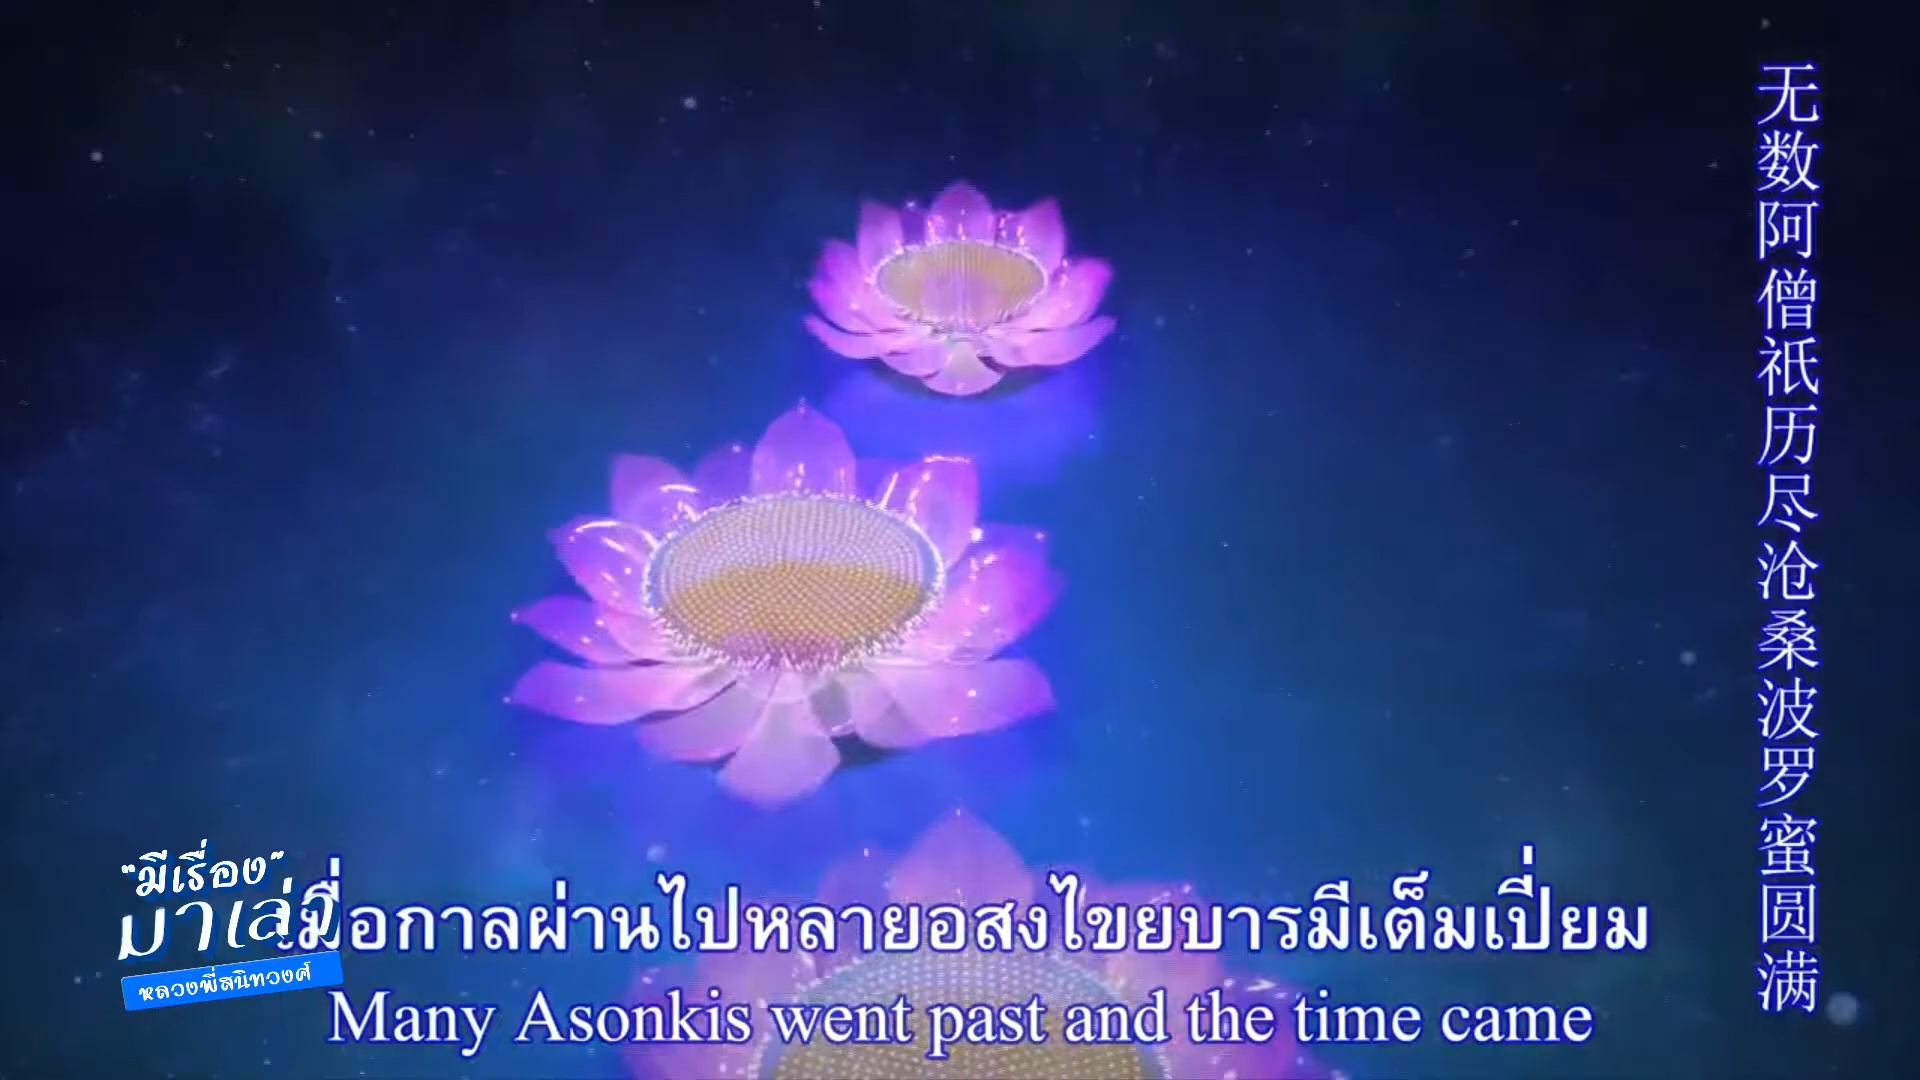 无数阿僧祇历尽沧桑波罗蜜圆满
"มีเรื่อง"
มาเล่า
หลวงพี่สนิทวงศ์
เมื่อกาลผ่านไปหลายอสงไขยบารมีเต็มเปี่ยม
Many Asonkis went past and the time came